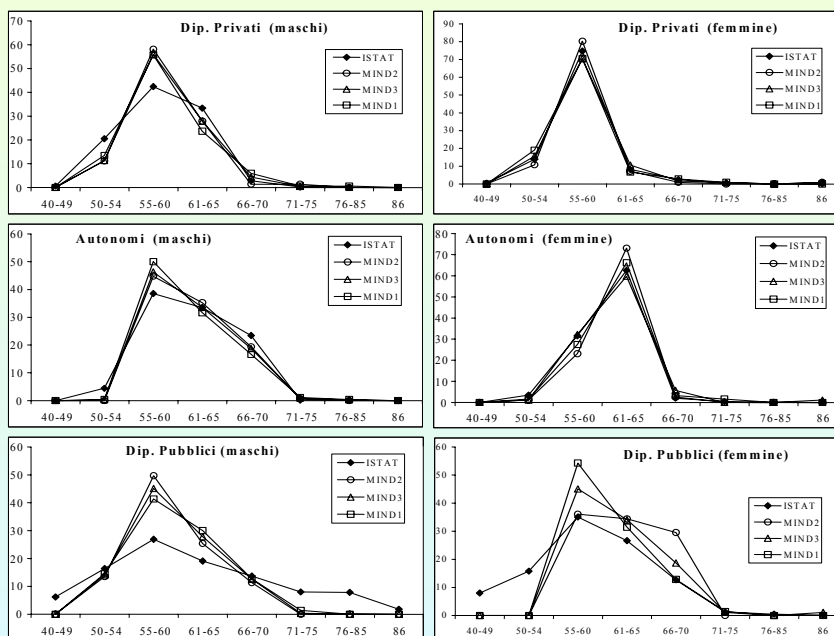 Dip. Privati (maschi)
70
60
50
40
30
20
10
0
ISTAT
MIND2
MIND3
MIND1
40-49 50-54 55-60 61-65 66-70 71-75 76-85 86
Dip. Privati (femmine)
90
80
70
60
50
40
30
20
10
0
ISTAT
MIND2
MIND3
MIND1
40-49 50-54 55-60 61-65 66-70 71-75 76-85 86
Autonomi (maschi)
60
50
40
30
20
10
0
ISTAT
MIND2
MIND3
MIND1
40-49 50-54 55-60 61-65 66-70 71-75 76-85 86
Autonomi (femmine)
80
70
60
50
40
30
20
10
0
ISTAT
MIND2
MIND3
MIND1
40-49 50-54 55-60 61-65 66-70 71-75 76-85 86
Dip. Pubblici (maschi)
60
50
40
30
20
10
0
ISTAT
MIND2
MIND3
MIND1
40-49 50-54 55-60 61-65 66-70 71-75 76-85 86
Dip. Pubblici (femmine)
60
50
40
30
20
10
0
ISTAT
MIND2
MIND3
MIND1
40-49 50-54 55-60 61-65 66-70 71-75 76-85 86